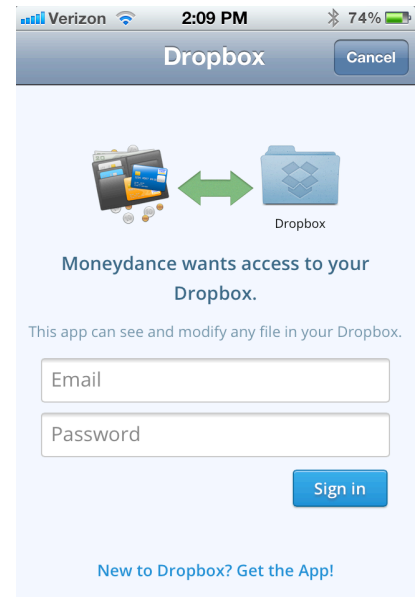 Verizon 2:09 PM 74%
Dropbox Cancel
Dropbox
Moneydance wants access to your
Dropbox.
This app can see and modify any file in your Dropbox.
Email
Password
Sign in
New to Dropbox? Get the App!